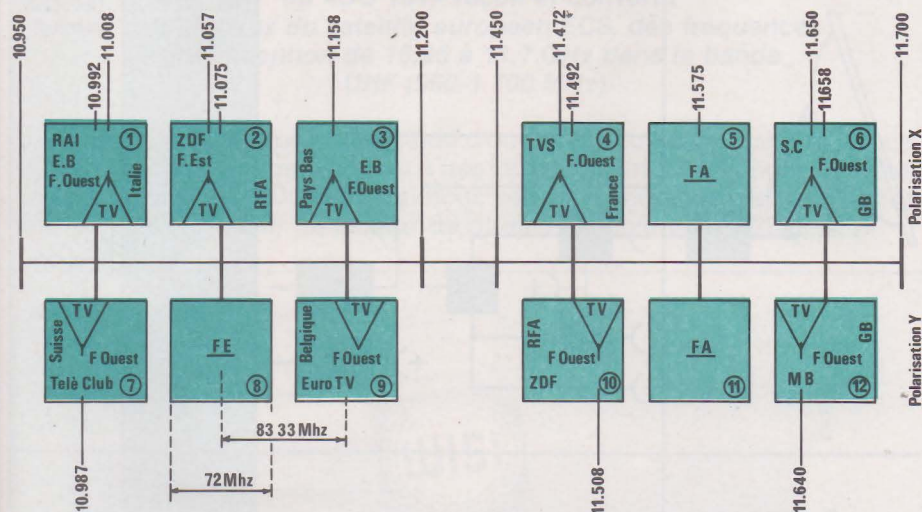 10.950
10.992
11.008
11.057
11.075
11.158
11.200
11.450
11.472
11.492
11.575
11.650
11.658
11.700
RAI
E.B
F.Ouest
TV
Italie
1
ZDF
F.Est
TV
RFA
2
Pays Bas
E.B
F.Ouest
TV
3
TVS
F.Ouest
TV
France
4
FA
5
S.C
F.Ouest
TV
GB
6
Polarisation X
Suisse
TV
F Ouest
Telè Club
7
FE
8
Belgique
TV
F Ouest
Euro TV
9
RFA
TV
F Ouest
ZDF
10
FA
11
TV
GB
F Ouest
MB
12
Polarisation Y
83 33 Mhz
72 Mhz
10.987
11.508
11.640